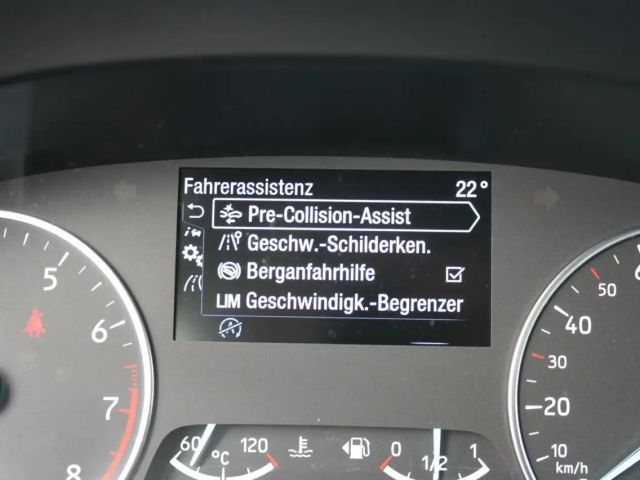 Fahrerassistenz 22°
Pre-Collision-Assist
Geschw.-Schilderken.
Berganfahrhilfe
LIM Geschwindigk.-Begrenzer
5
6
7
8
60 °C 120
0 1/2 1
50
40
30
20
10
km/h